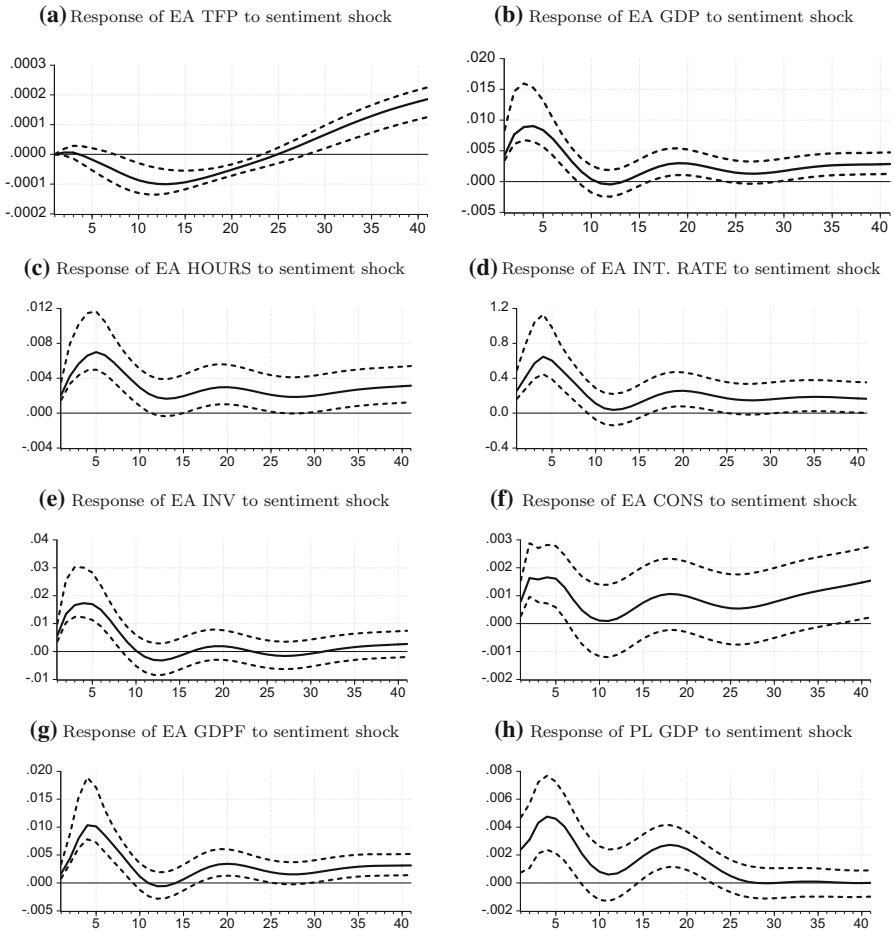 (a) Response of EA TFP to sentiment shock
.0003
.0002
.0001
.0000
-.0001
-.0002
5 10 15 20 25 30 35 40
(b) Response of EA GDP to sentiment shock
.020
.015
.010
.005
.000
-.005
5 10 15 20 25 30 35 40
(c) Response of EA HOURS to sentiment shock
.012
.008
.004
.000
-.004
5 10 15 20 25 30 35 40
(d) Response of EA INT. RATE to sentiment shock
1.2
0.8
0.4
0.0
-0.4
5 10 15 20 25 30 35 40
(e) Response of EA INV to sentiment shock
.04
.03
.02
.01
.00
-.01
5 10 15 20 25 30 35 40
(f) Response of EA CONS to sentiment shock
.003
.002
.001
.000
-.001
-.002
5 10 15 20 25 30 35 40
(g) Response of EA GDPF to sentiment shock
.020
.015
.010
.005
.000
-.005
5 10 15 20 25 30 35 40
(h) Response of PL GDP to sentiment shock
.008
.006
.004
.002
.000
-.002
5 10 15 20 25 30 35 40